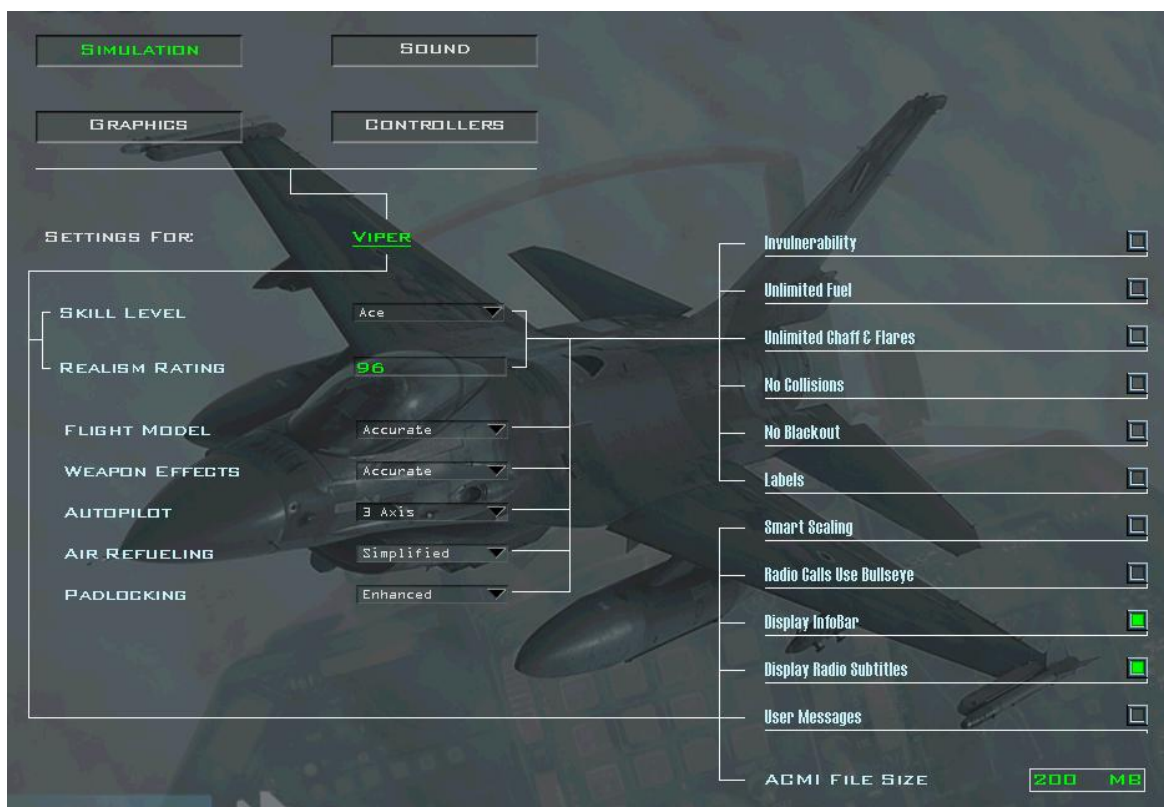 Simulation
Sound
Graphics
Controllers
Settings For: Viper
Skill Level Ace
Realism Rating 96
Flight Model Accurate
Weapon Effects Accurate
Autopilot 3 Axis
Air Refueling Simplified
Padlocking Enhanced
Invulnerability
Unlimited Fuel
Unlimited Chaff & Flares
No Collisions
No Blackout
Labels
Smart Scaling
Radio Calls Use Bullseye
Display InfoBar
Display Radio Subtitles
User Messages
ACMI File Size 200 MB